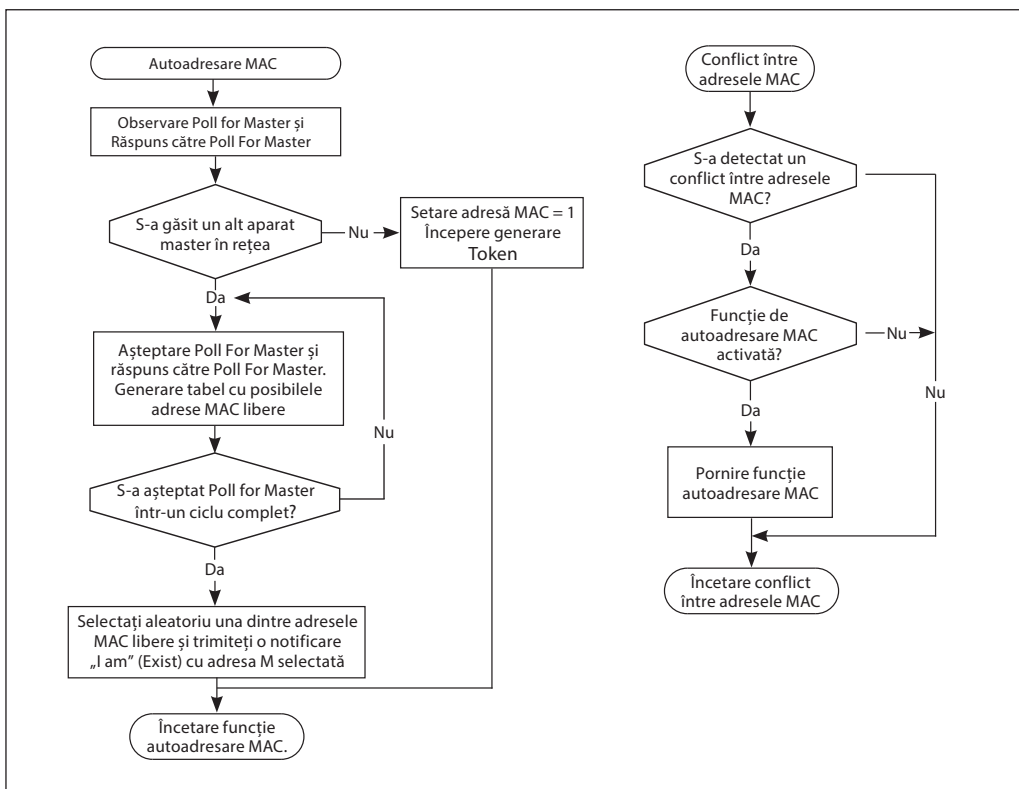 Autoadresare MAC
Observare Poll for Master și
Răspuns către Poll For Master
S-a găsit un alt aparat
master în rețea
Nu
Setare adresă MAC = 1
Începere generare
Token
Da
Așteptare Poll For Master și
răspuns către Poll For Master.
Generare tabel cu posibilele
adrese MAC libere
Nu
S-a așteptat Poll for Master
într-un ciclu complet?
Da
Selectați aleatoriu una dintre adresele
MAC libere și trimiteți o notificare
„I am” (Exist) cu adresa M selectată
Încetare funcție
autoadresare MAC.
Conflict între
adresele MAC
S-a detectat un
conflict între adresele
MAC?
Da
Funcție de
autoadresare MAC
activată?
Nu
Nu
Da
Pornire funcție
autoadresare MAC
Încetare conflict
între adresele MAC